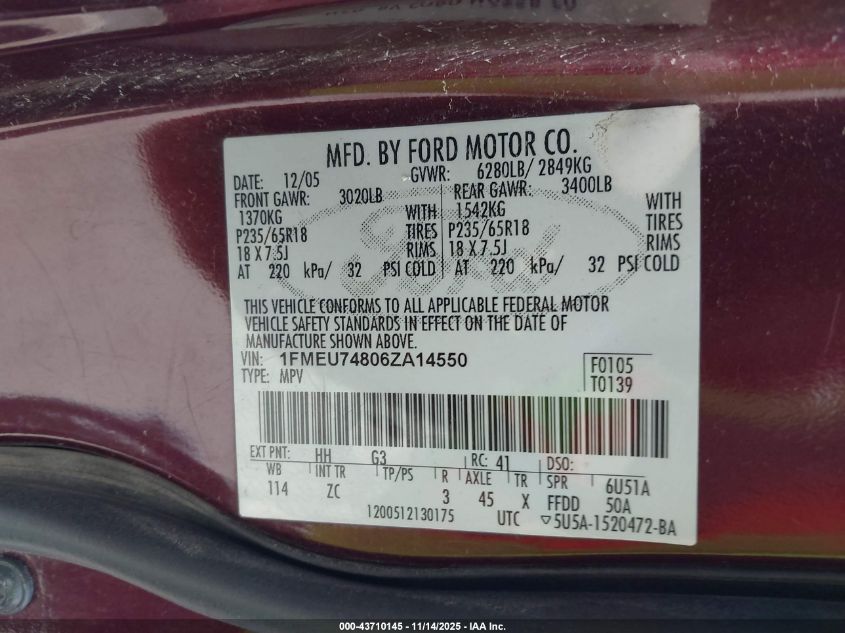 MFD. BY FORD MOTOR CO.
DATE: 12/05 GVWR: 6280LB/ 2849KG
FRONT GAWR: 3020LB REAR GAWR: 3400LB
1370KG WITH 1542KG WITH
P235/65R18 TIRES P235/65R18 TIRES
18 X 7.5J RIMS 18 X 7.5J RIMS
AT 220 kPa/ 32 PSI COLD AT 220 kPa/ 32 PSI COLD
Ford
THIS VEHICLE CONFORMS TO ALL APPLICABLE FEDERAL MOTOR
VEHICLE SAFETY STANDARDS IN EFFECT ON THE DATE OF
MANUFACTURE SHOWN ABOVE.
VIN: 1FMEU74806ZA14550 F0105
TYPE: MPV T0139
EXT PNT: HH G3 RC: 41 DSO:
WB INT TR TP/PS R AXLE TR SPR 6U51A
114 ZC 3 45 X FFDD 50A
1200512130175 UTC ▽5U5A-1520472-BA
000-43710145 - 11/14/2025 - IAA Inc.